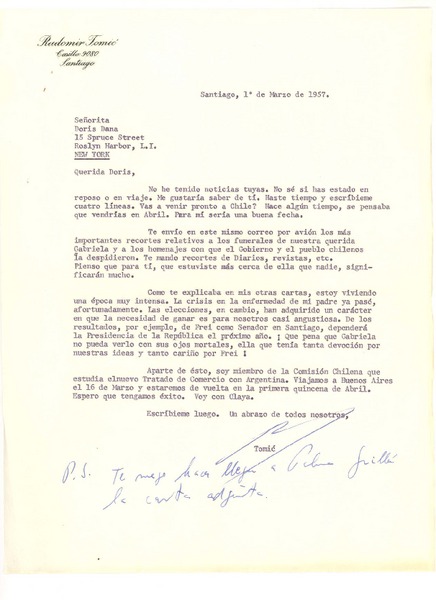 Radomir Tomić
Casilla 9080
Santiago
Santiago, 1° de Marzo de 1957.
Señorita
Doris Dana
15 Spruce Street
Roslyn Harbor, L.I.
NEW YORK
Querida Doris,
No he tenido noticias tuyas. No sé si has estado en
reposo o en viaje. Me gustaría saber de tí. Hazte tiempo y escríbeme
cuatro líneas. Vas a venir pronto a Chile? Hace algún tiempo, se pensaba
que vendrías en Abril. Para mí sería una buena fecha.
Te envío en este mismo correo por avión los más
importantes recortes relativos a los funerales de nuestra querida
Gabriela y a los homenajes con que el Gobierno y el pueblo chilenos
la despidieron. Te mando recortes de Diarios, revistas, etc.
Pienso que para tí, que estuviste más cerca de ella que nadie, signi-
ficarán mucho.
Como te explicaba en mis otras cartas, estoy viviendo
una época muy intensa. La crisis en la enfermedad de mi padre ya pasó,
afortunadamente. Las elecciones, en cambio, han adquirido un carácter
en que la necesidad de ganar es para nosotros casi angustiosa. De los
resultados, por ejemplo, de Frei como Senador en Santiago, dependerá
la Presidencia de la República el próximo año. ¡ Que pena que Gabriela
no pueda verlo con sus ojos mortales, ella que tenía tanta devoción por
nuestras ideas y tanto cariño por Frei !
Aparte de ésto, soy miembro de la Comisión Chilena que
estudia elnuevo Tratado de Comercio con Argentina. Viajamos a Buenos Aires
el 16 de Marzo y estaremos de vuelta en la primera quincena de Abril.
Espero que tengamos éxito. Voy con Olaya.
Escríbeme luego. Un abrazo de todos nosotros,
Tomić
P.S. Te ruego hacer llegar a Palma Guillén
la carta adjunta.